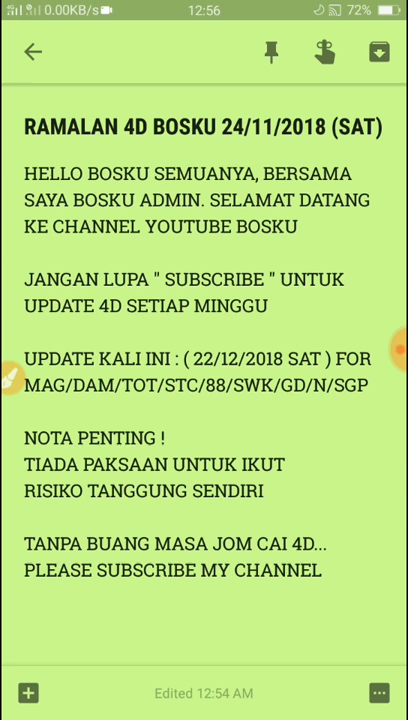 0.00KB/s 12:56 72%
RAMALAN 4D BOSKU 24/11/2018 (SAT)
HELLO BOSKU SEMUANYA, BERSAMA
SAYA BOSKU ADMIN. SELAMAT DATANG
KE CHANNEL YOUTUBE BOSKU
JANGAN LUPA " SUBSCRIBE " UNTUK
UPDATE 4D SETIAP MINGGU
UPDATE KALI INI : ( 22/12/2018 SAT ) FOR
MAG/DAM/TOT/STC/88/SWK/GD/N/SGP
NOTA PENTING !
TIADA PAKSAAN UNTUK IKUT
RISIKO TANGGUNG SENDIRI
TANPA BUANG MASA JOM CAI 4D...
PLEASE SUBSCRIBE MY CHANNEL
Edited 12:54 AM